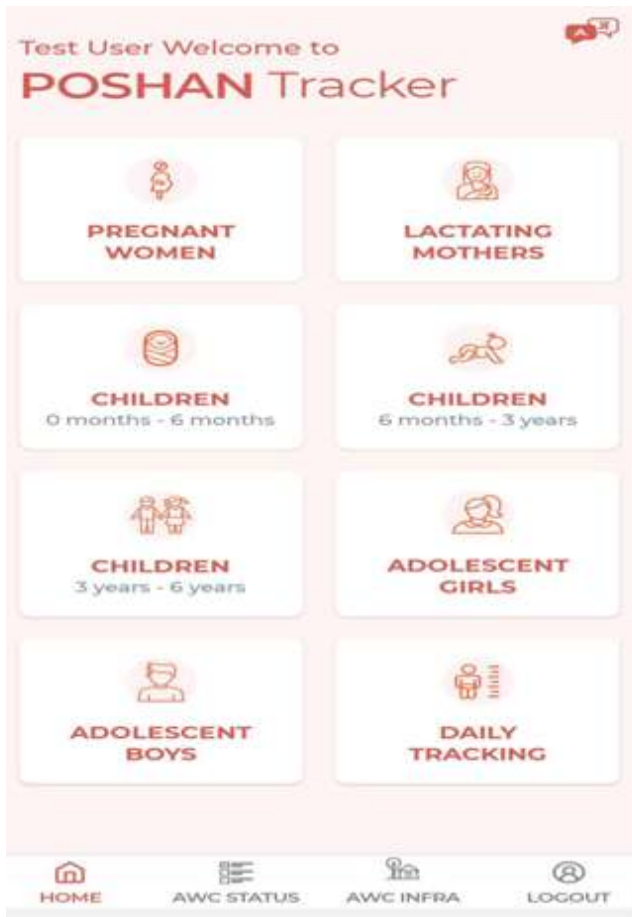 Test User Welcome to
POSHAN Tracker
PREGNANT
WOMEN
LACTATING
MOTHERS
CHILDREN
0 months - 6 months
CHILDREN
6 months - 3 years
CHILDREN
3 years - 6 years
ADOLESCENT
GIRLS
ADOLESCENT
BOYS
DAILY
TRACKING
HOME
AWC STATUS
AWC INFRA
LOGOUT